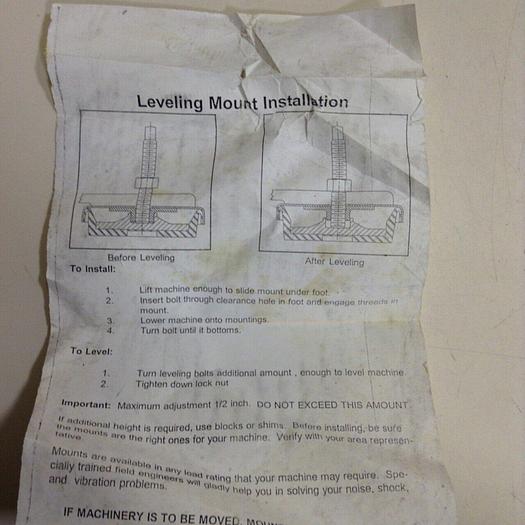 Leveling Mount Installation
Before Leveling
After Leveling
To Install:
1. Lift machine enough to slide mount under foot.
2. Insert bolt through clearance hole in foot and engage threads in
mount.
3. Lower machine onto mountings.
4. Turn bolt until it bottoms.
To Level:
1. Turn leveling bolts additional amount , enough to level machine
2. Tighten down lock nut
Important: Maximum adjustment 1/2 inch. DO NOT EXCEED THIS AMOUNT
If additional height is required, use blocks or shims. Before installing, be sure
the mounts are the right ones for your machine. Verify with your area represen-
tative.
Mounts are available in any load rating that your machine may require. Spe-
cially trained field engineers will gladly help you in solving your noise, shock,
and vibration problems.
IF MACHINERY IS TO BE MOVED,